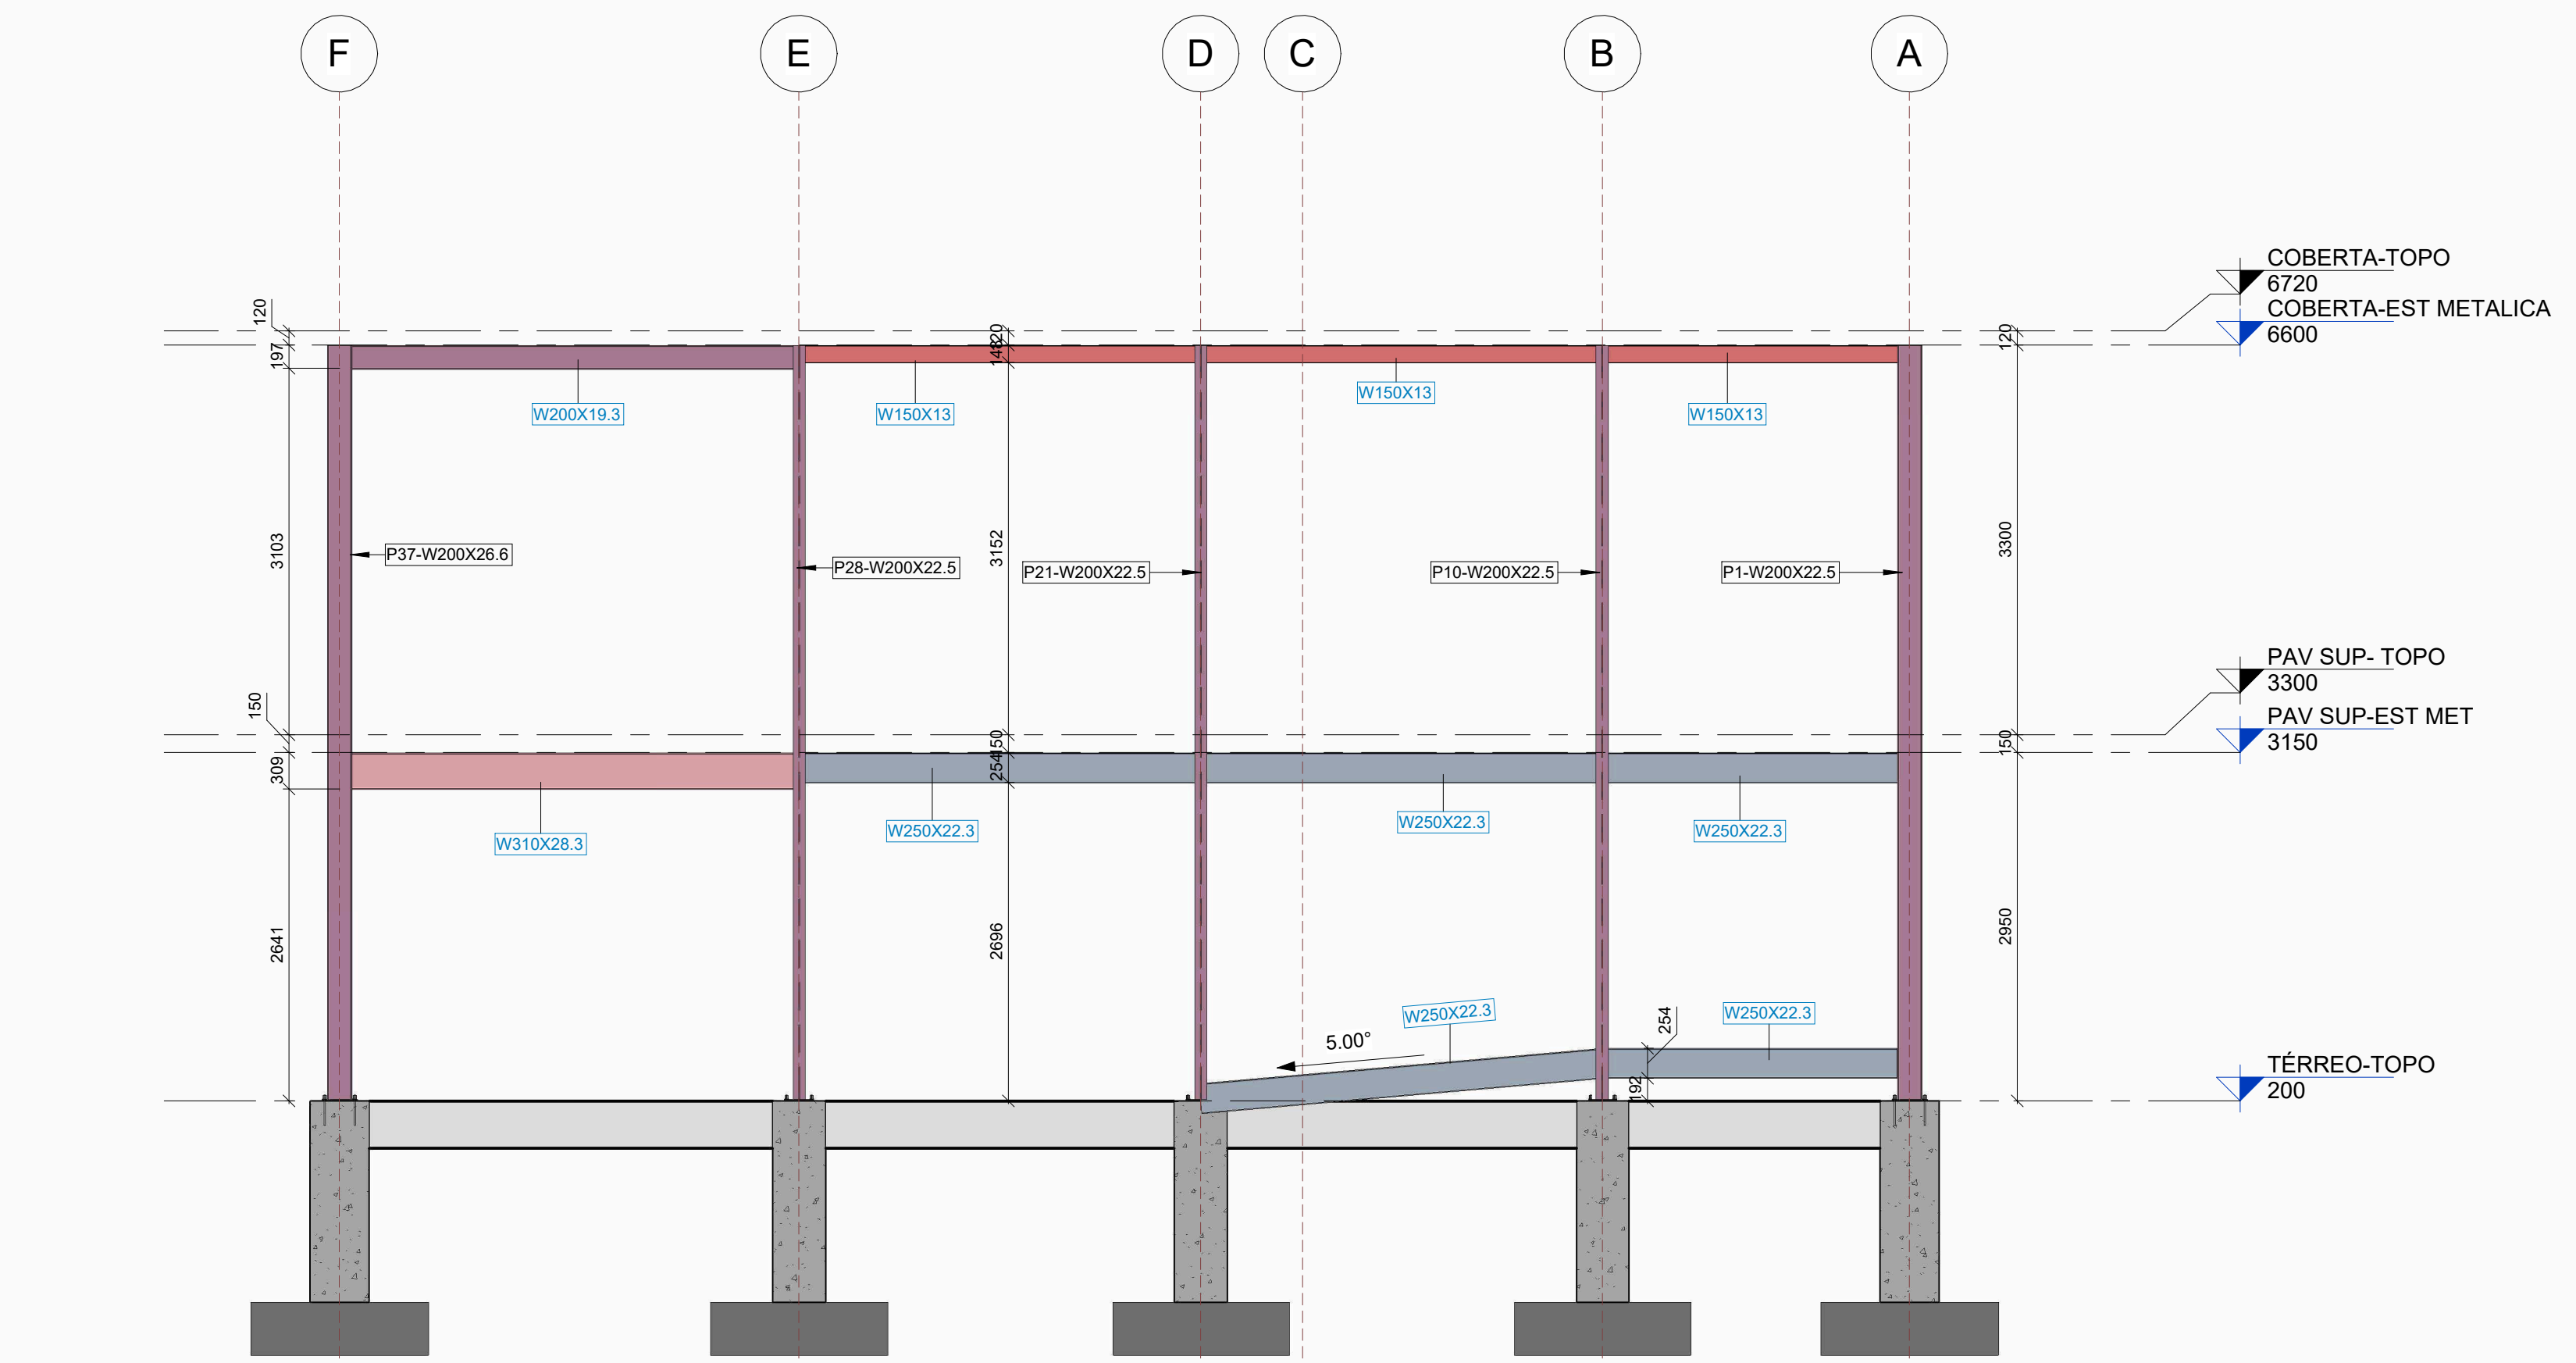 F
E
D
C
B
A
COBERTA-TOPO
6720
COBERTA-EST METALICA
6600
120
120
120
197
148
W200X19.3
W150X13
W150X13
W150X13
3103
P37-W200X26.6
P28-W200X22.5
3152
P21-W200X22.5
P10-W200X22.5
P1-W200X22.5
3300
PAV SUP- TOPO
3300
PAV SUP-EST MET
3150
150
150
150
309
254
W310X28.3
W250X22.3
W250X22.3
W250X22.3
2641
2696
2950
W250X22.3
5.00°
254
W250X22.3
192
TÉRREO-TOPO
200